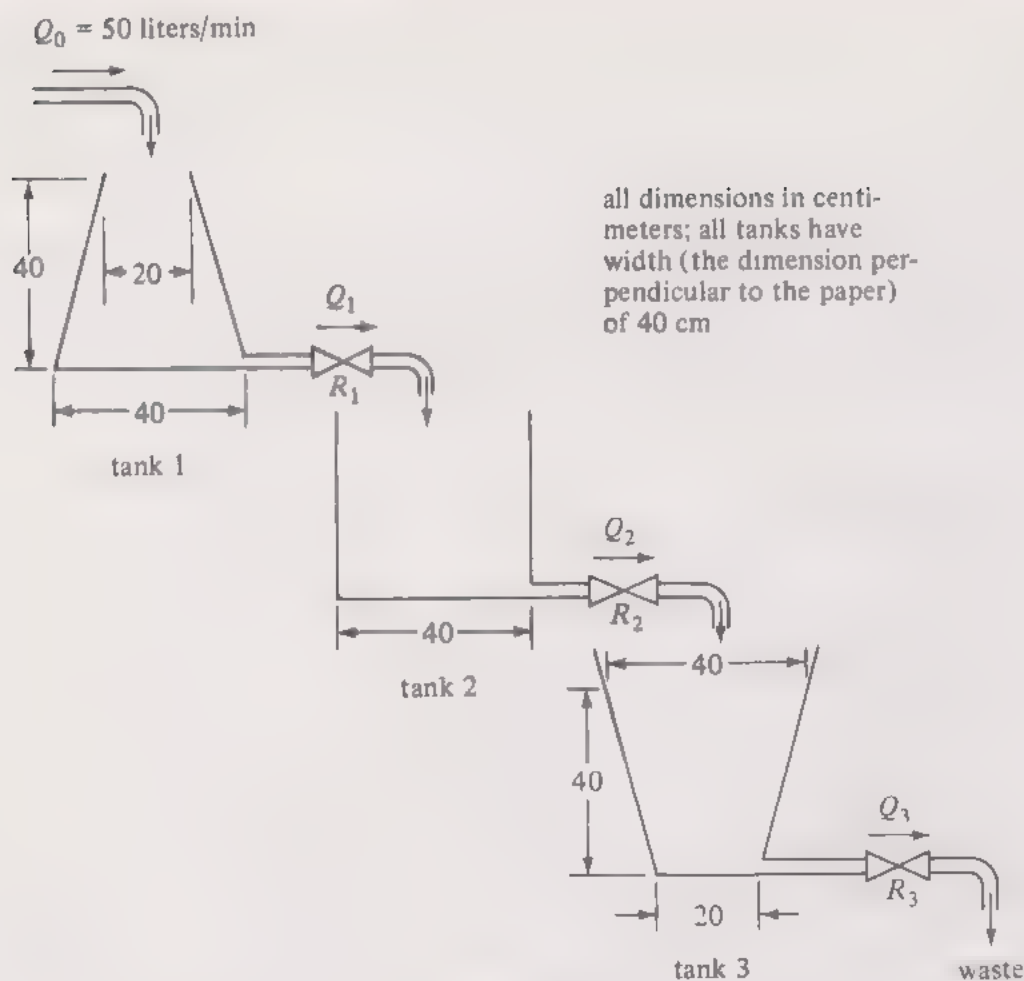 Q₀ = 50 liters/min
all dimensions in centi-
meters; all tanks have
width (the dimension per-
pendicular to the paper)
of 40 cm
40
20
Q₁
R₁
40
tank 1
Q₂
R₂
40
tank 2
40
40
Q₃
R₃
20
tank 3
waste